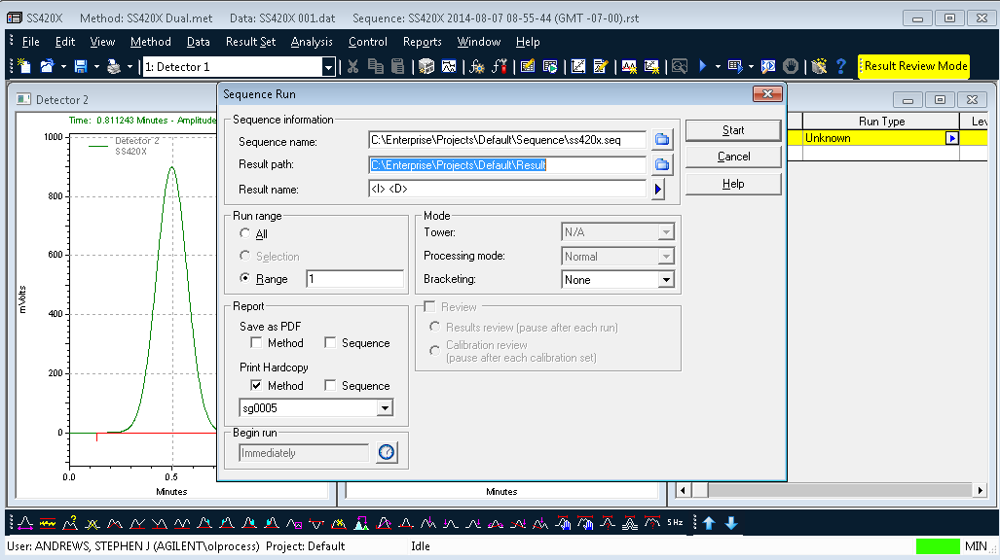 SS420X Method: SS420X Dual.met Data: SS420X 001.dat Sequence: SS420X 2014-08-07 08-55-44 (GMT -07-00).rst
File Edit View Method Data Result Set Analysis Control Reports Window Help
1: Detector 1
Result Review Mode
Detector 2
Time: 0.811243 Minutes - Amplitude
Detector 2
SS420X
1000
800
600
400
200
0
mVolts
0.0 0.5
Minutes
Minutes
Sequence Run
Sequence information
Sequence name: C:\Enterprise\Projects\Default\Sequence\ss420x.seq
Result path: C:\Enterprise\Projects\Default\Result
Result name: <I> <D>
Start
Cancel
Help
Run range
All
Selection
Range 1
Mode
Tower: N/A
Processing mode: Normal
Bracketing: None
Report
Save as PDF
Method Sequence
Print Hardcopy
Method Sequence
sg0005
Review
Results review (pause after each run)
Calibration review
(pause after each calibration set)
Begin run
Immediately
Run Type Lev
Unknown
5 Hz
User: ANDREWS, STEPHEN J (AGILENT\olprocess) Project: Default Idle MIN